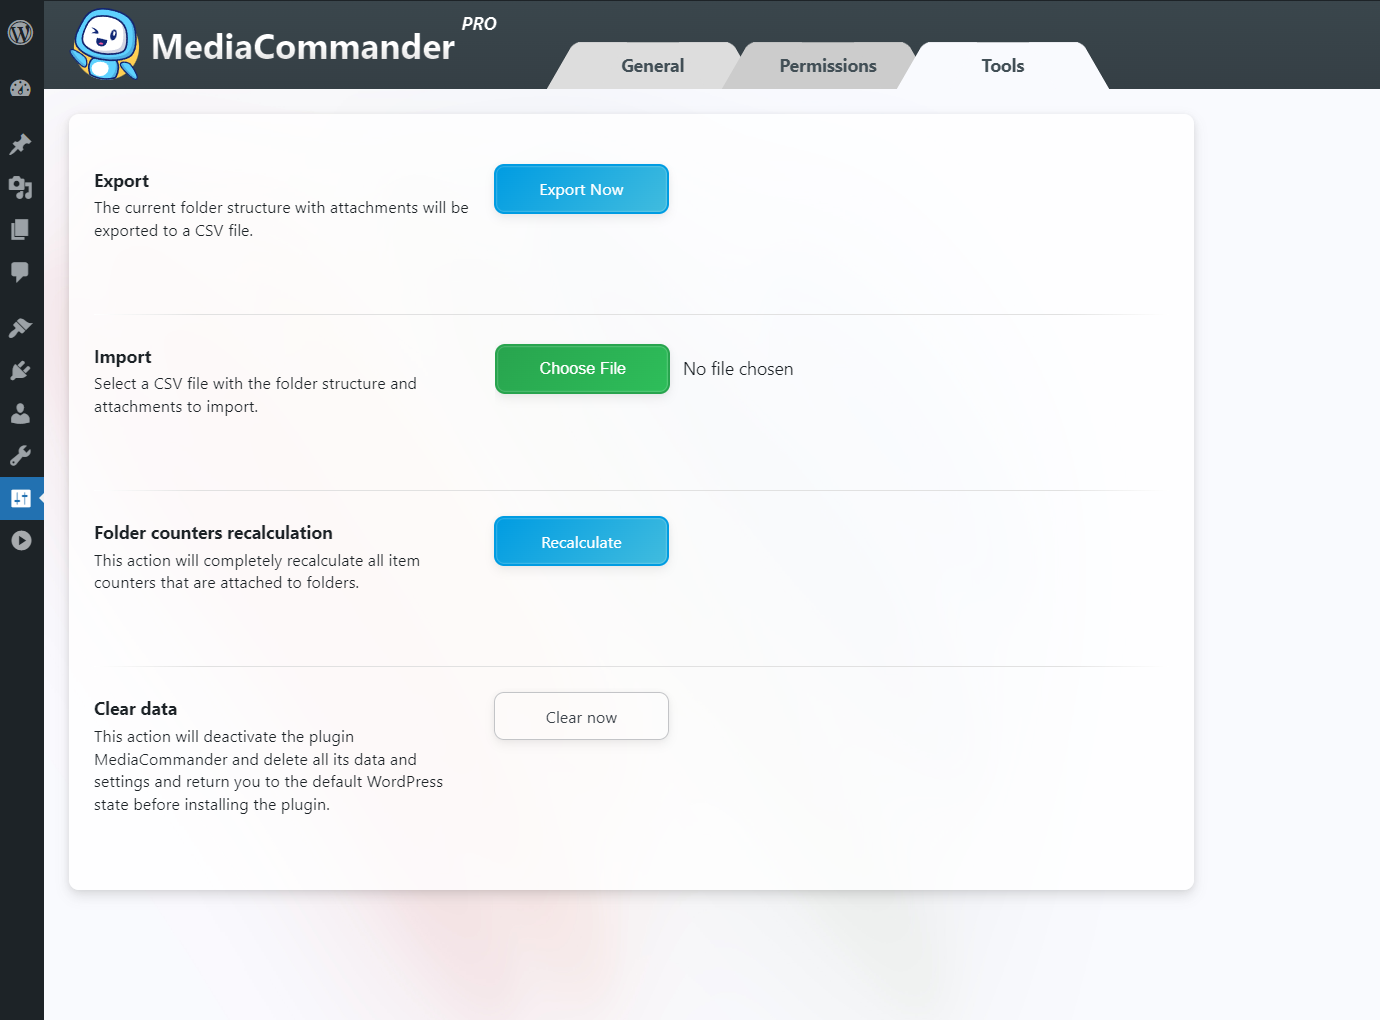 MediaCommander PRO
General
Permissions
Tools
Export
The current folder structure with attachments will be
exported to a CSV file.
Export Now
Import
Select a CSV file with the folder structure and
attachments to import.
Choose File
No file chosen
Folder counters recalculation
This action will completely recalculate all item
counters that are attached to folders.
Recalculate
Clear data
This action will deactivate the plugin
MediaCommander and delete all its data and
settings and return you to the default WordPress
state before installing the plugin.
Clear now